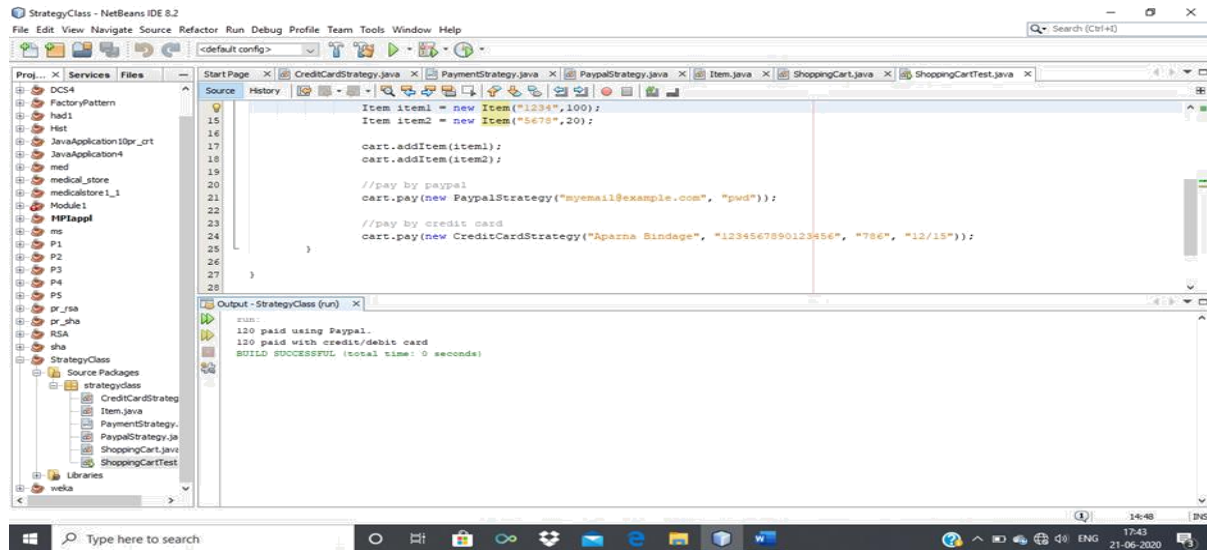 StrategyClass - NetBeans IDE 8.2
File Edit View Navigate Source Refactor Run Debug Profile Team Tools Window Help
Search (Ctrl+I)
<default config>
Proj... Services Files
Start Page CreditCardStrategy.java PaymentStrategy.java PaypalStrategy.java Item.java ShoppingCart.java ShoppingCartTest.java
Source History
DCS4
FactoryPattern
had1
Hist
JavaApplication10pr_crt
JavaApplication4
med
medical_store
medicalstore1_1
Module1
MPIappl
ms
P1
P2
P3
P4
P5
pr_rsa
pr_sha
RSA
sha
StrategyClass
Source Packages
strategyclass
CreditCardStrateg
Item.java
PaymentStrategy.
PaypalStrategy.ja
ShoppingCart.java
ShoppingCartTest
Libraries
weka
Item item1 = new Item("1234",100);
15 Item item2 = new Item("5678",20);
16
17 cart.addItem(item1);
18 cart.addItem(item2);
19
20 //pay by paypal
21 cart.pay(new PaypalStrategy("myemail@example.com", "pwd"));
22
23 //pay by credit card
24 cart.pay(new CreditCardStrategy("Aparna Bindage", "1234567890123456", "786", "12/15"));
25 }
26
27 }
28
Output - StrategyClass (run)
run:
120 paid using Paypal.
120 paid with credit/debit card
BUILD SUCCESSFUL (total time: 0 seconds)
14:48 INS
Type here to search
ENG
17:43
21-06-2020